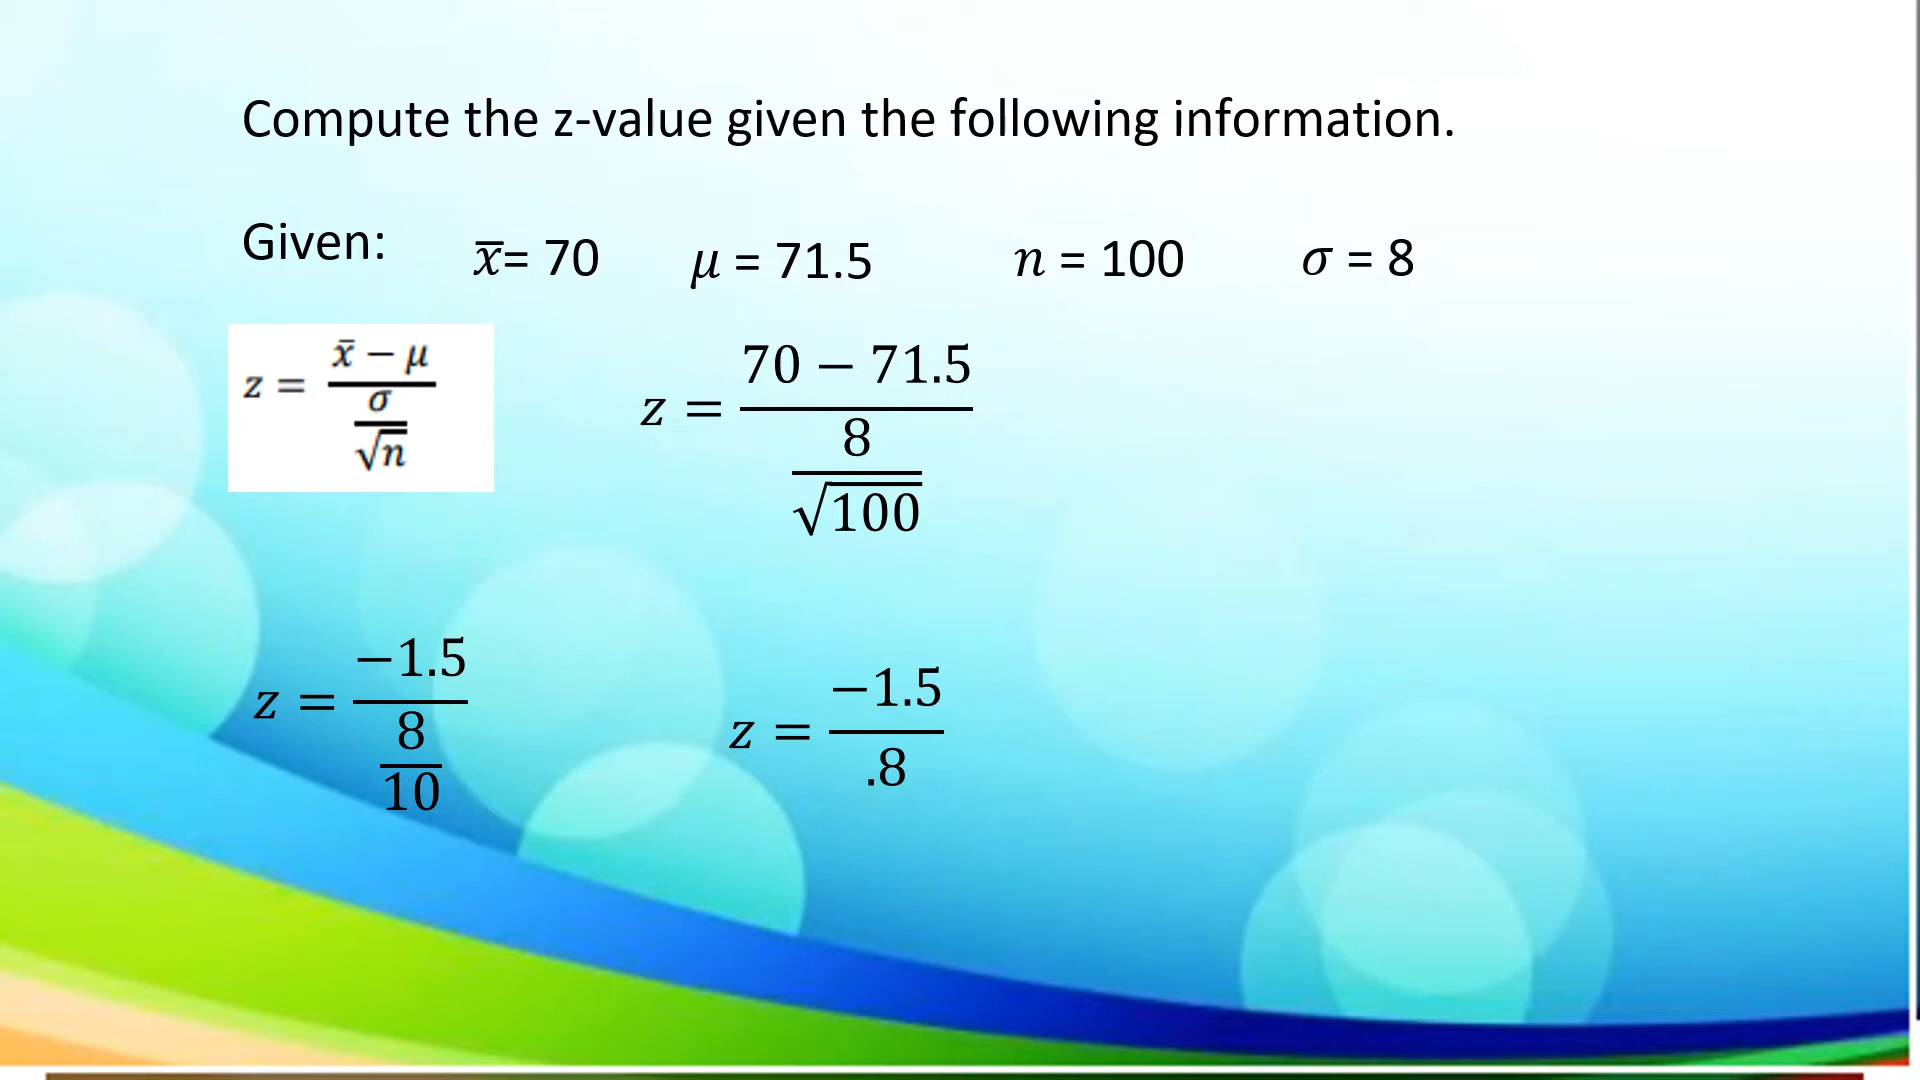 Compute the z-value given the following information.
Given: x̅= 70 μ = 71.5 n = 100 σ = 8
z = (x̄ − μ) / (σ / √n)
z = (70 − 71.5) / (8 / √100)
z = (−1.5) / (8 / 10)
z = (−1.5) / .8